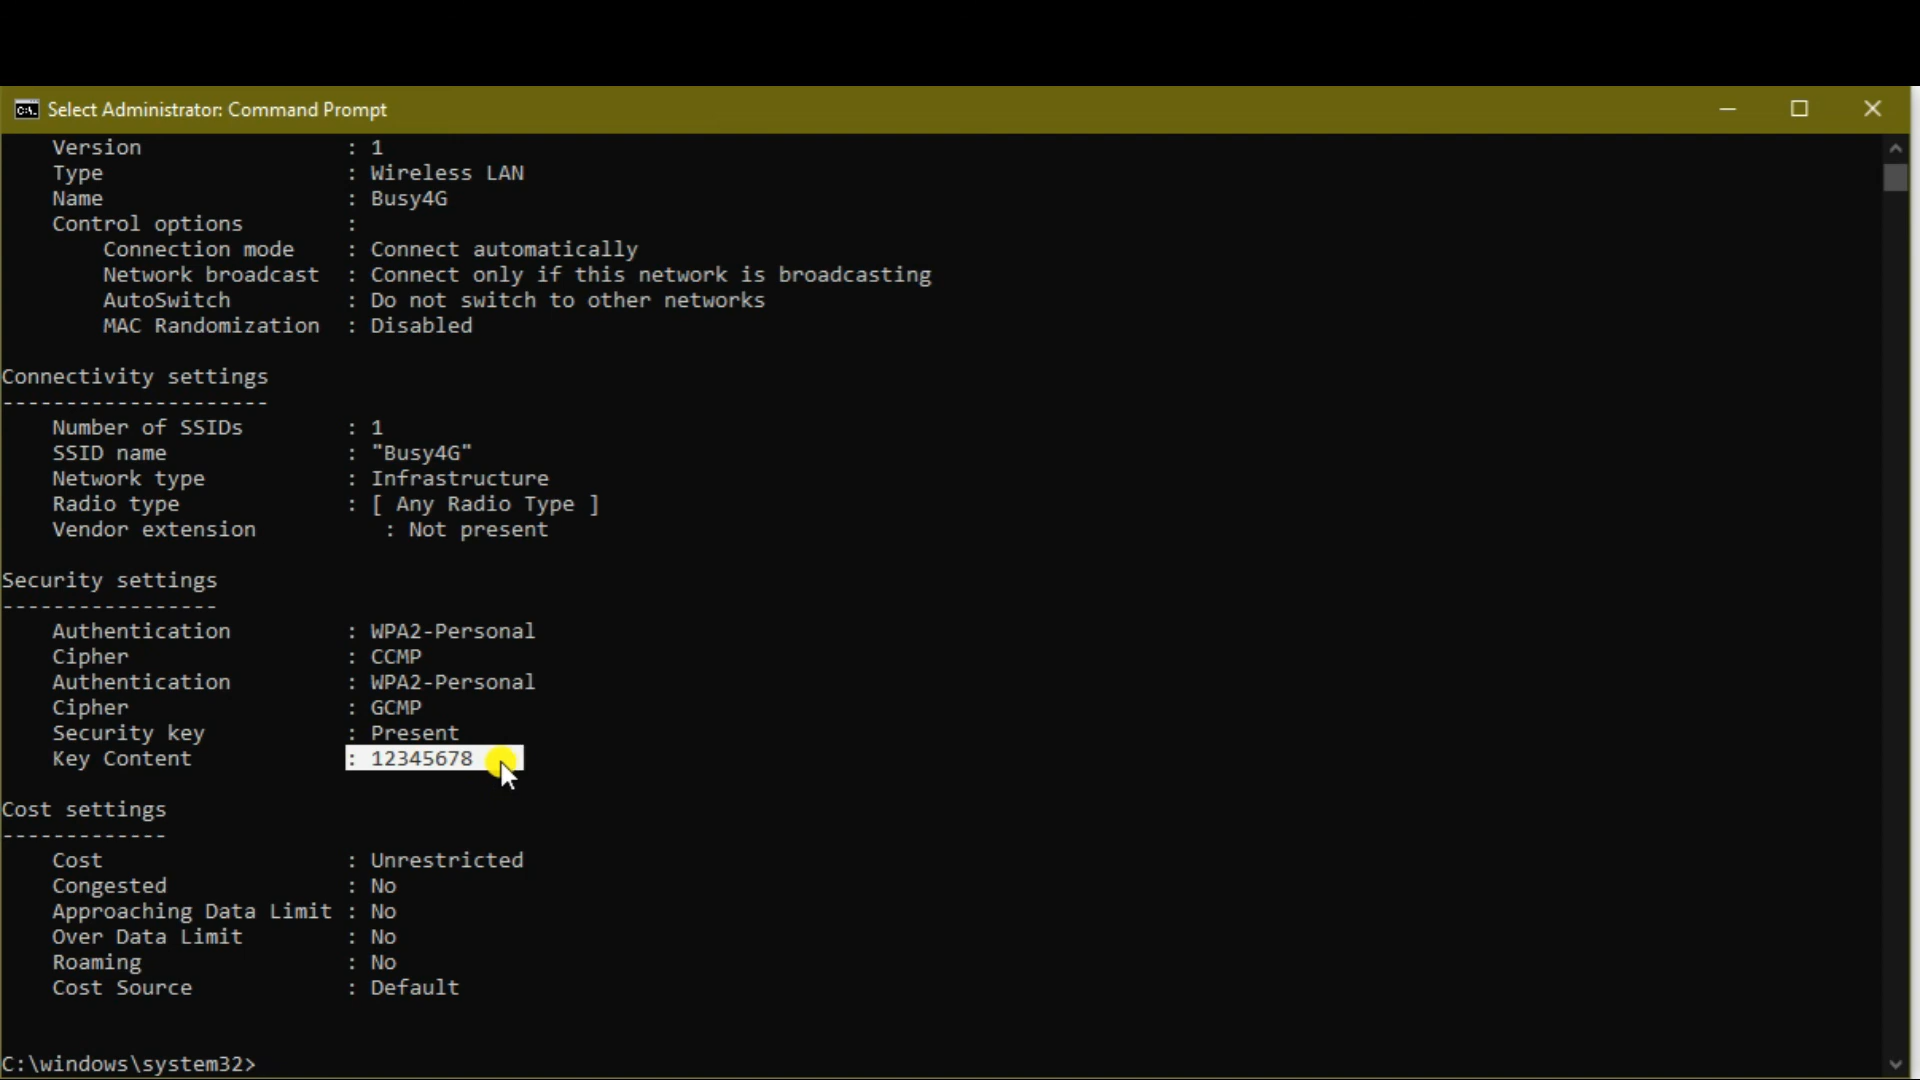 Select Administrator: Command Prompt
Version : 1
Type : Wireless LAN
Name : Busy4G
Control options :
Connection mode : Connect automatically
Network broadcast : Connect only if this network is broadcasting
AutoSwitch : Do not switch to other networks
MAC Randomization : Disabled
Connectivity settings
---------------------
Number of SSIDs : 1
SSID name : "Busy4G"
Network type : Infrastructure
Radio type : [ Any Radio Type ]
Vendor extension : Not present
Security settings
-----------------
Authentication : WPA2-Personal
Cipher : CCMP
Authentication : WPA2-Personal
Cipher : GCMP
Security key : Present
Key Content : 12345678
Cost settings
-------------
Cost : Unrestricted
Congested : No
Approaching Data Limit : No
Over Data Limit : No
Roaming : No
Cost Source : Default
C:\windows\system32>